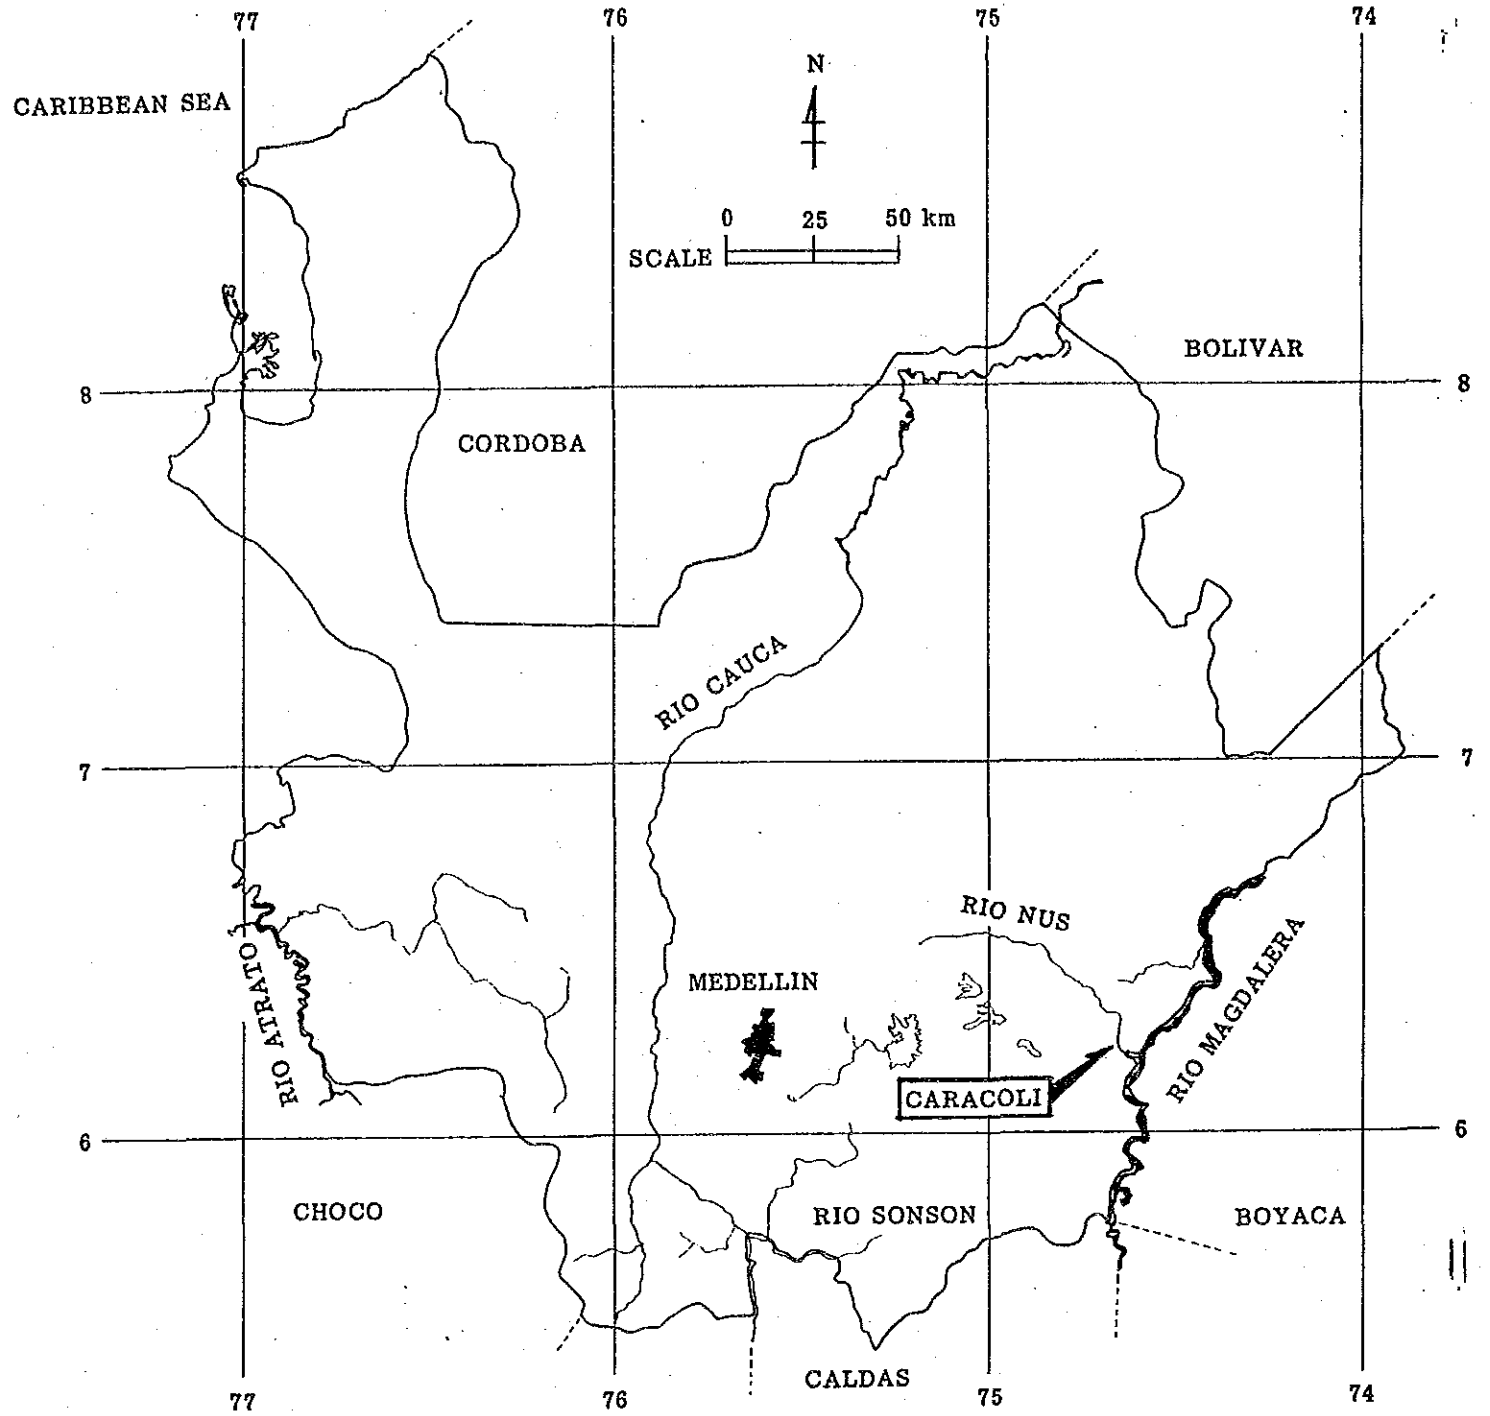 77 76 75 74
N
CARIBBEAN SEA
0 25 50 km
SCALE
BOLIVAR
8 8
CORDOBA
RIO CAUCA
7 7
RIO NUS
RIO MAGDALERA
MEDELLIN
RIO ATRATO
CARACOLI
6 6
CHOCO
RIO SONSON
BOYACA
CALDAS
77 76 75 74